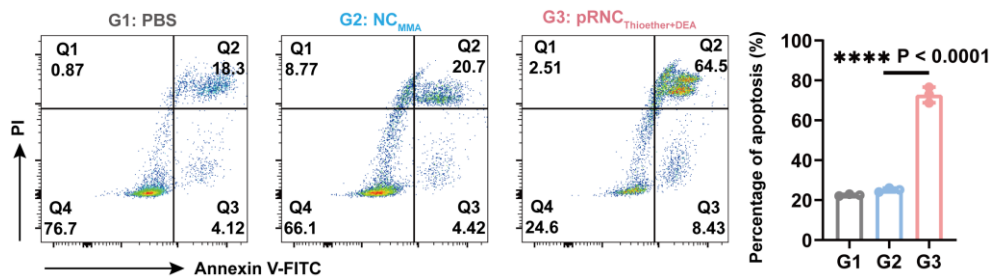 G1: PBS
Q1
0.87
Q2
18.3
Q4
76.7
Q3
4.12
PI
Annexin V-FITC
G2: NC_MMA
Q1
8.77
Q2
20.7
Q4
66.1
Q3
4.42
G3: pRNC_Thioether+DEA
Q1
2.51
Q2
64.5
Q4
24.6
Q3
8.43
Percentage of apoptosis (%)
100
80
60
40
20
0
**** P < 0.0001
G1 G2 G3